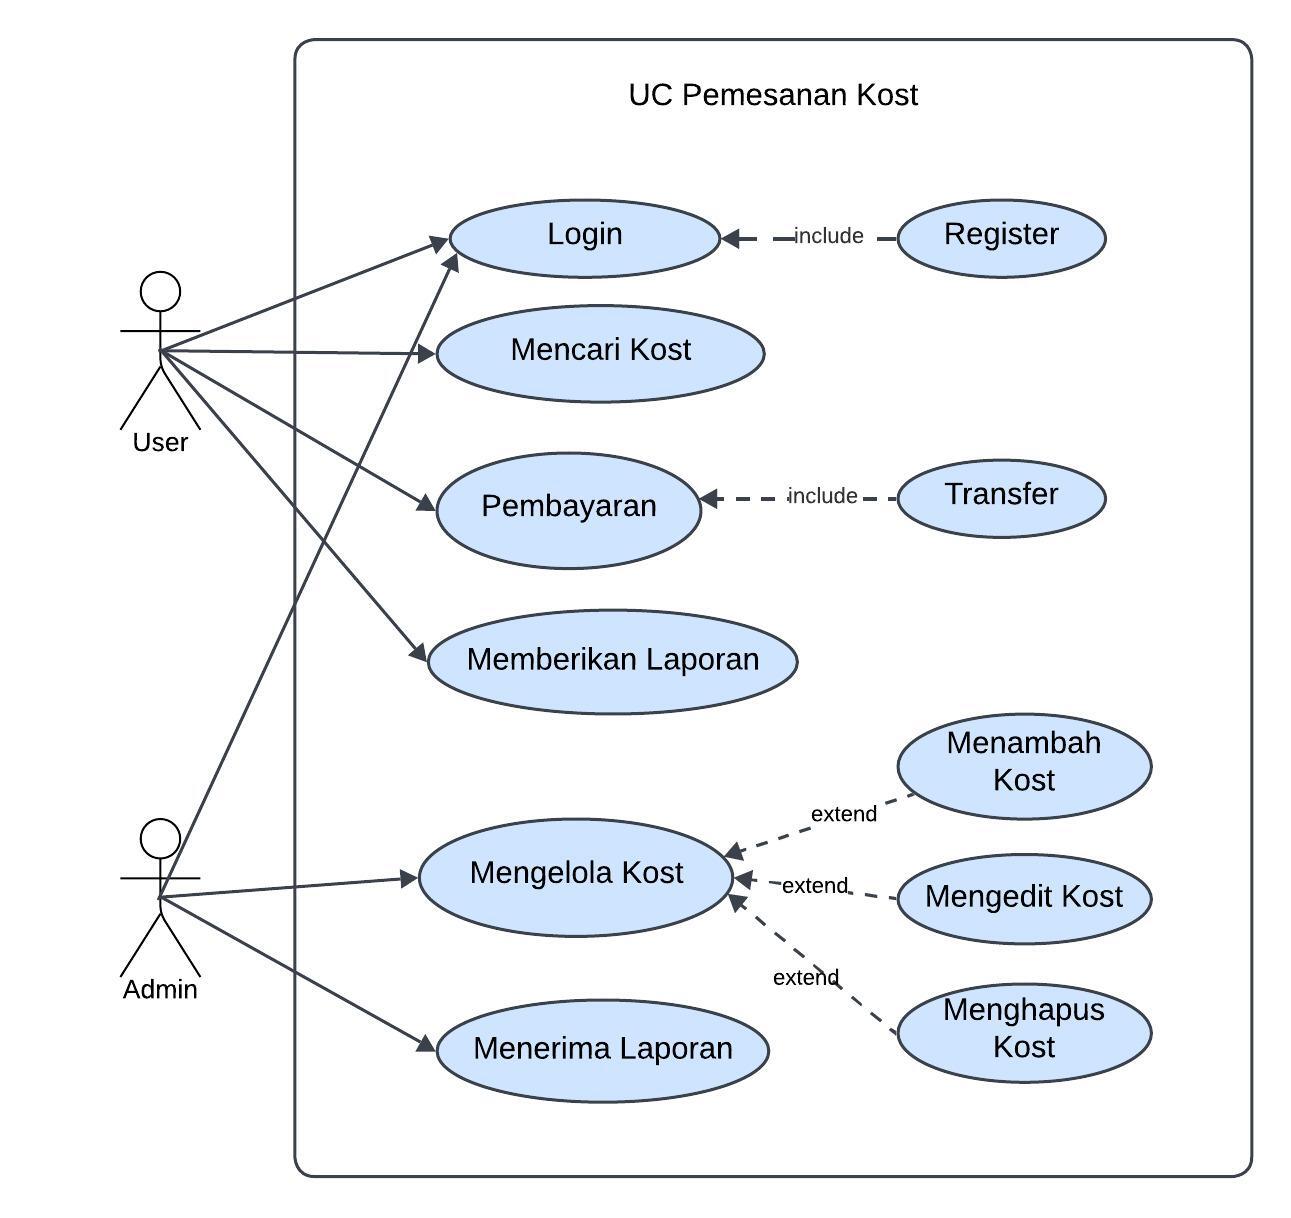 UC Pemesanan Kost
Login
include
Register
Mencari Kost
User
Pembayaran
include
Transfer
Memberikan Laporan
Menambah
Kost
extend
Mengelola Kost
extend
Mengedit Kost
extend
Admin
Menghapus
Kost
Menerima Laporan